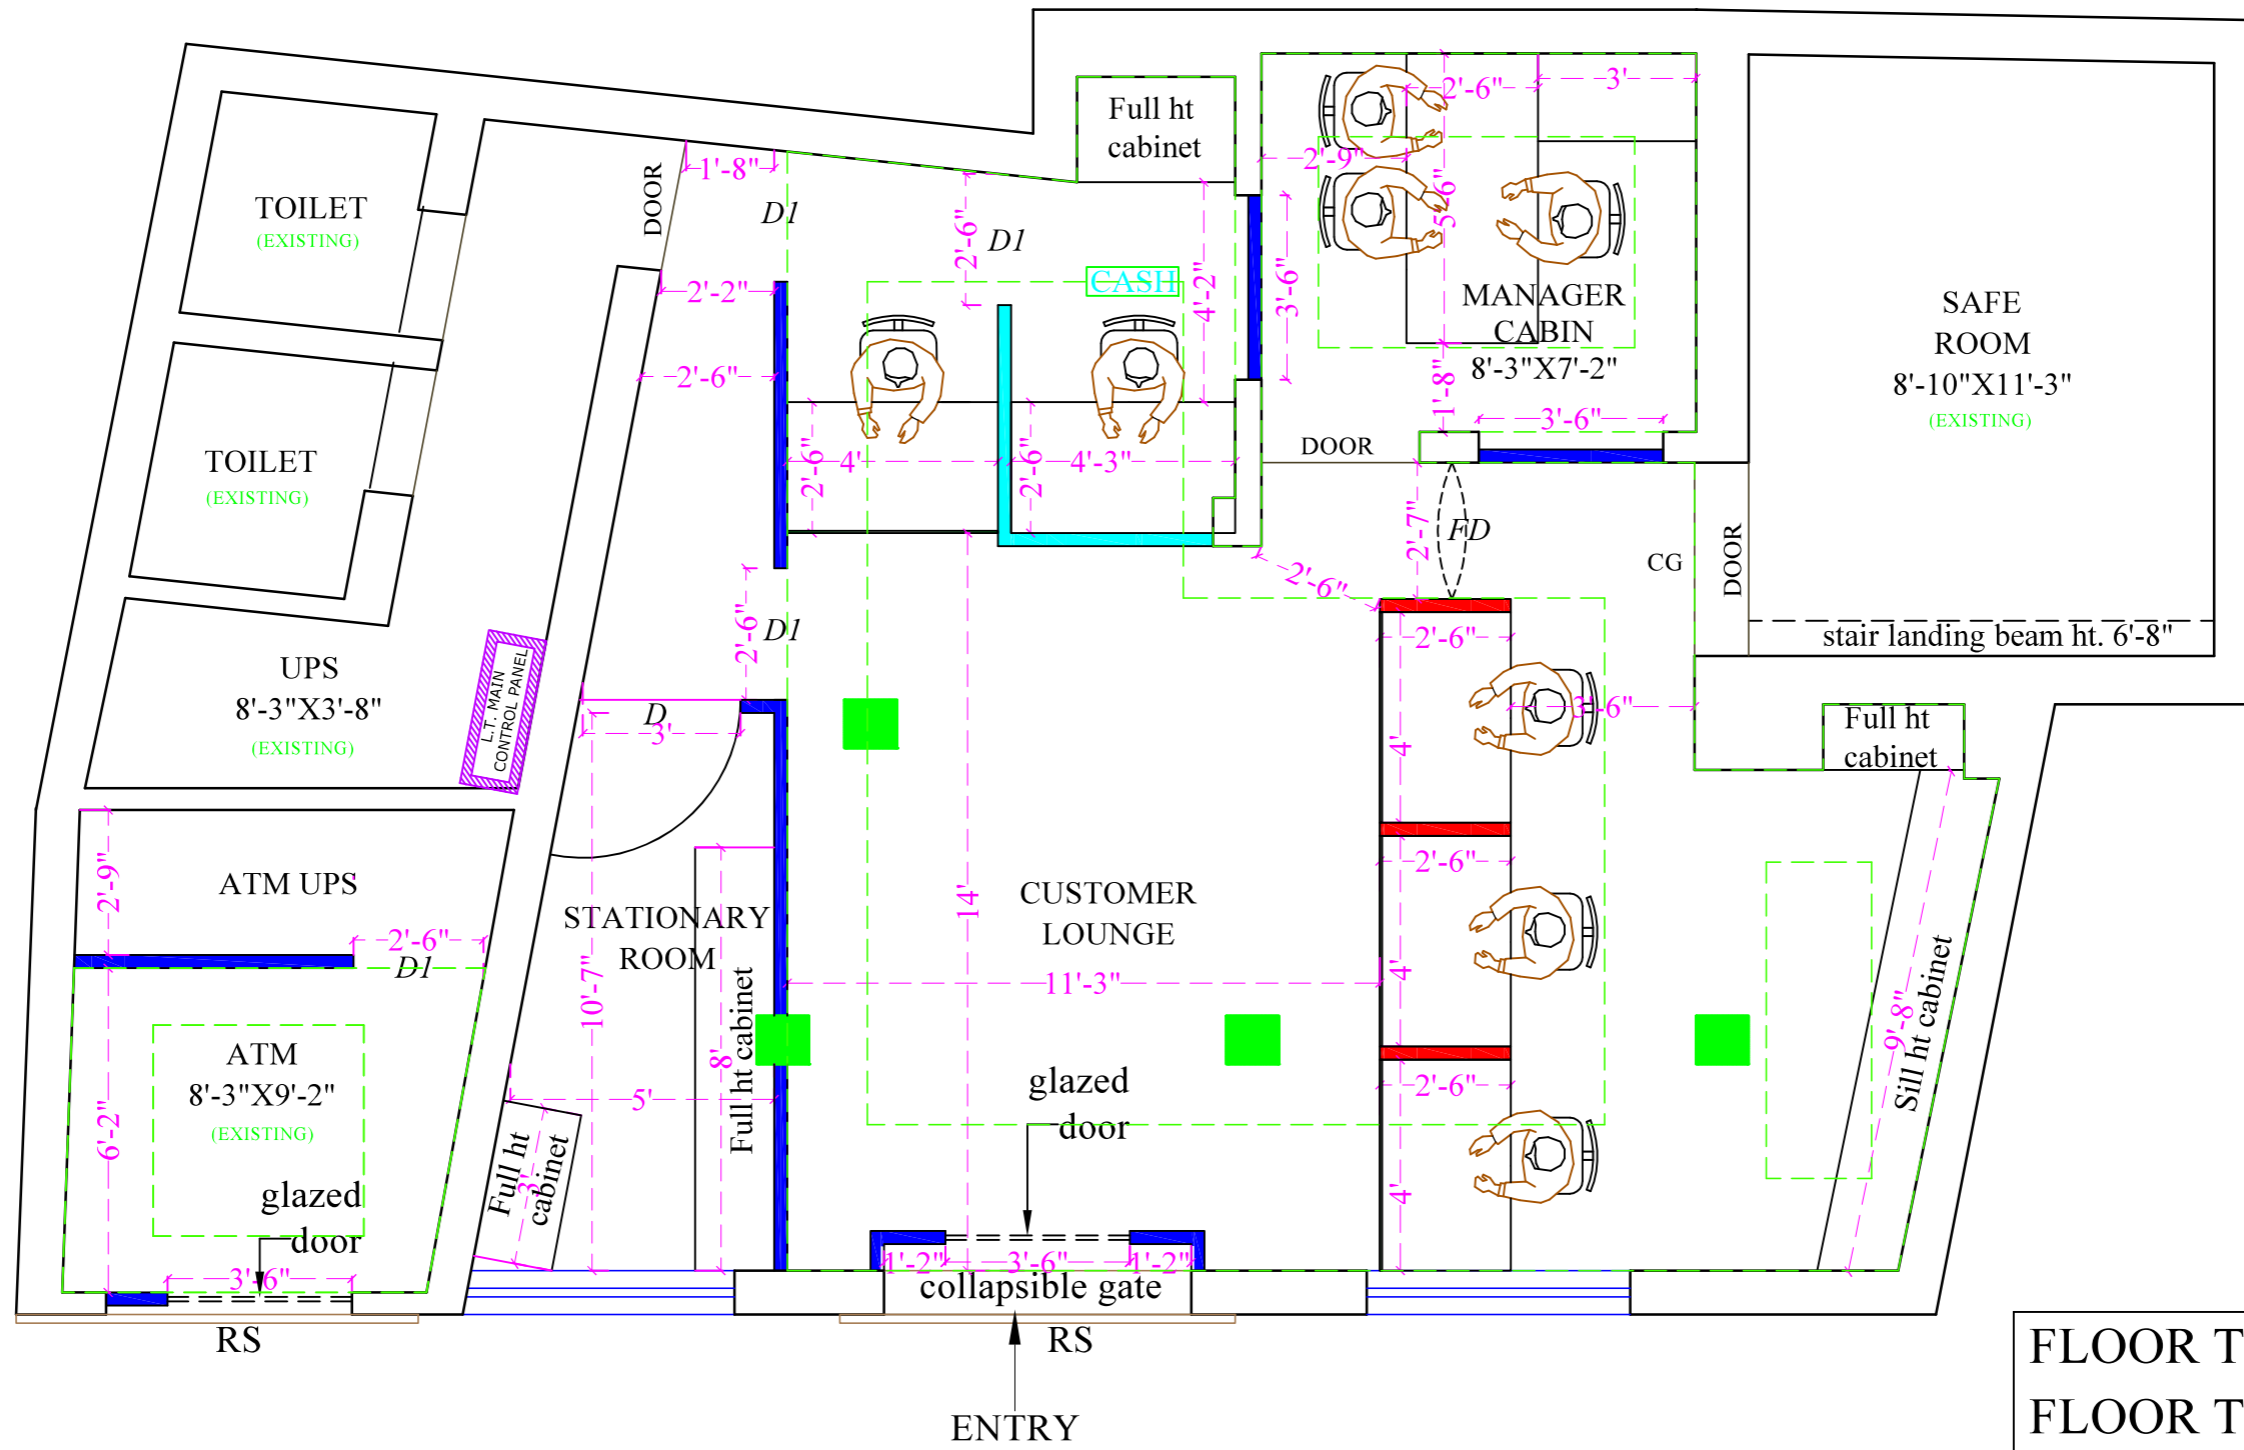 Full ht
cabinet
2'-6"
3'
1'-8"
DOOR
2'-9"
TOILET
(EXISTING)
D1
2'-6"
D1
5'-6"
CASH
4'-2"
3'-6"
2'-2"
MANAGER
CABIN
8'-3"X7'-2"
SAFE
ROOM
8'-10"X11'-3"
(EXISTING)
2'-6"
1'-8"
3'-6"
TOILET
(EXISTING)
2'-6"
4'
2'-6"
4'-3"
DOOR
2'-7"
FD
CG
DOOR
2'-6"
2'-6"
D1
2'-6"
stair landing beam ht. 6'-8"
UPS
8'-3"X3'-8"
(EXISTING)
L.T. MAIN
CONTROL PANEL
D
3'
3'-6"
4'
Full ht
cabinet
2'-9"
ATM UPS
2'-6"
D1
STATIONARY
ROOM
10'-7"
14'
CUSTOMER
LOUNGE
11'-3"
2'-6"
4'
Full ht cabinet
8'
5'
9'-8"
Sill ht cabinet
ATM
8'-3"X9'-2"
(EXISTING)
6'-2"
glazed
door
3'-6"
Full ht
cabinet
3'
glazed
door
2'-6"
4'
1'-2"
3'-6"
1'-2"
collapsible gate
RS
RS
ENTRY
FLOOR T
FLOOR T